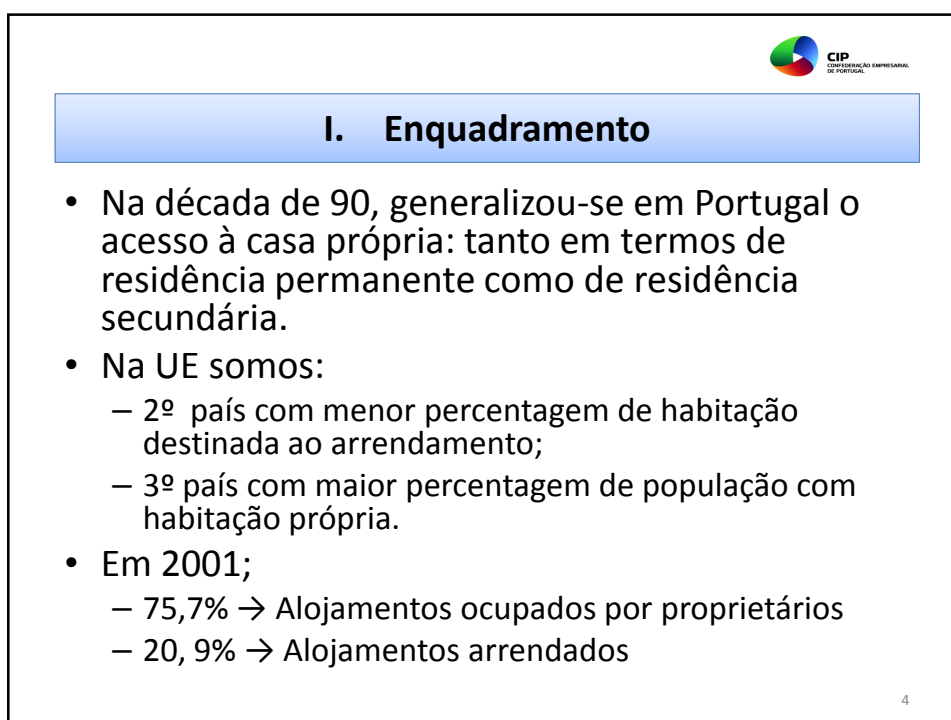 CIP
CONFEDERAÇÃO EMPRESARIAL
DE PORTUGAL
I. Enquadramento
• Na década de 90, generalizou-se em Portugal o
acesso à casa própria: tanto em termos de
residência permanente como de residência
secundária.
• Na UE somos:
– 2º país com menor percentagem de habitação
destinada ao arrendamento;
– 3º país com maior percentagem de população com
habitação própria.
• Em 2001;
– 75,7% → Alojamentos ocupados por proprietários
– 20, 9% → Alojamentos arrendados
4